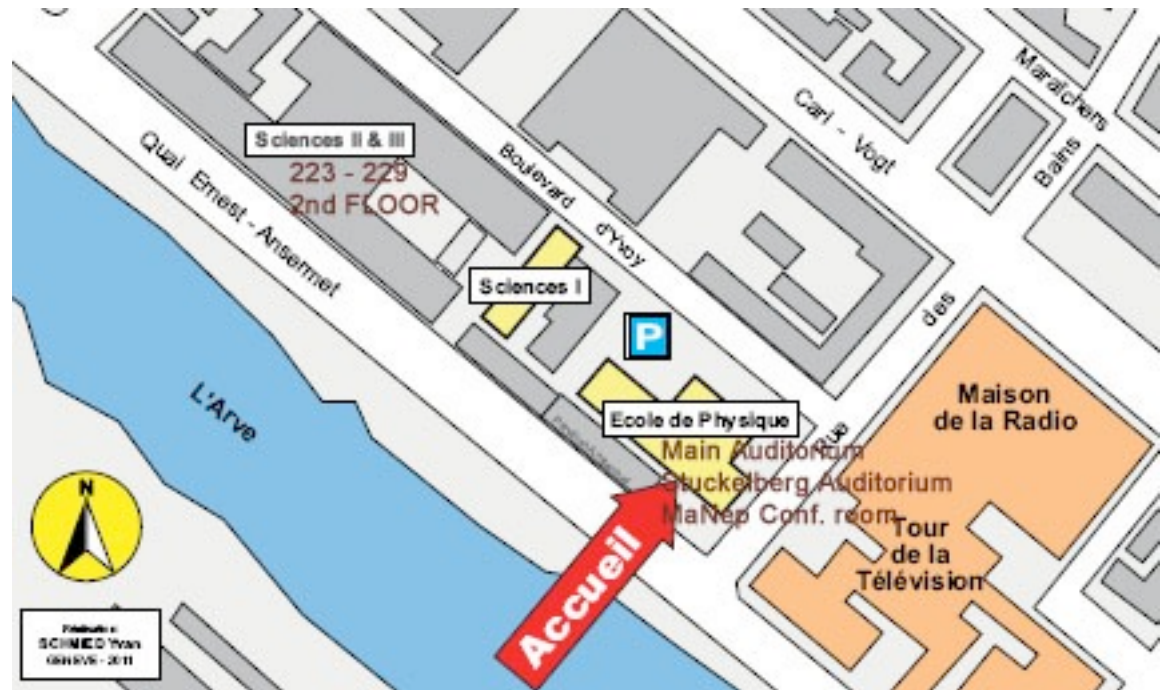 Sciences II & III
223 - 229
2nd FLOOR
Quai Ernest - Ansermet
Boulevard d'Yvoy
Carl - Vogt
Maraîchers
Rue des Bains
Sciences I
P
Ecole de Physique
Main Auditorium
Stuckelberg Auditorium
MaNep Conf. room
Maison
de la Radio
Tour
de la
Télévision
L'Arve
N
Accueil
SCHMIED Yvan
GENEVE - 2011